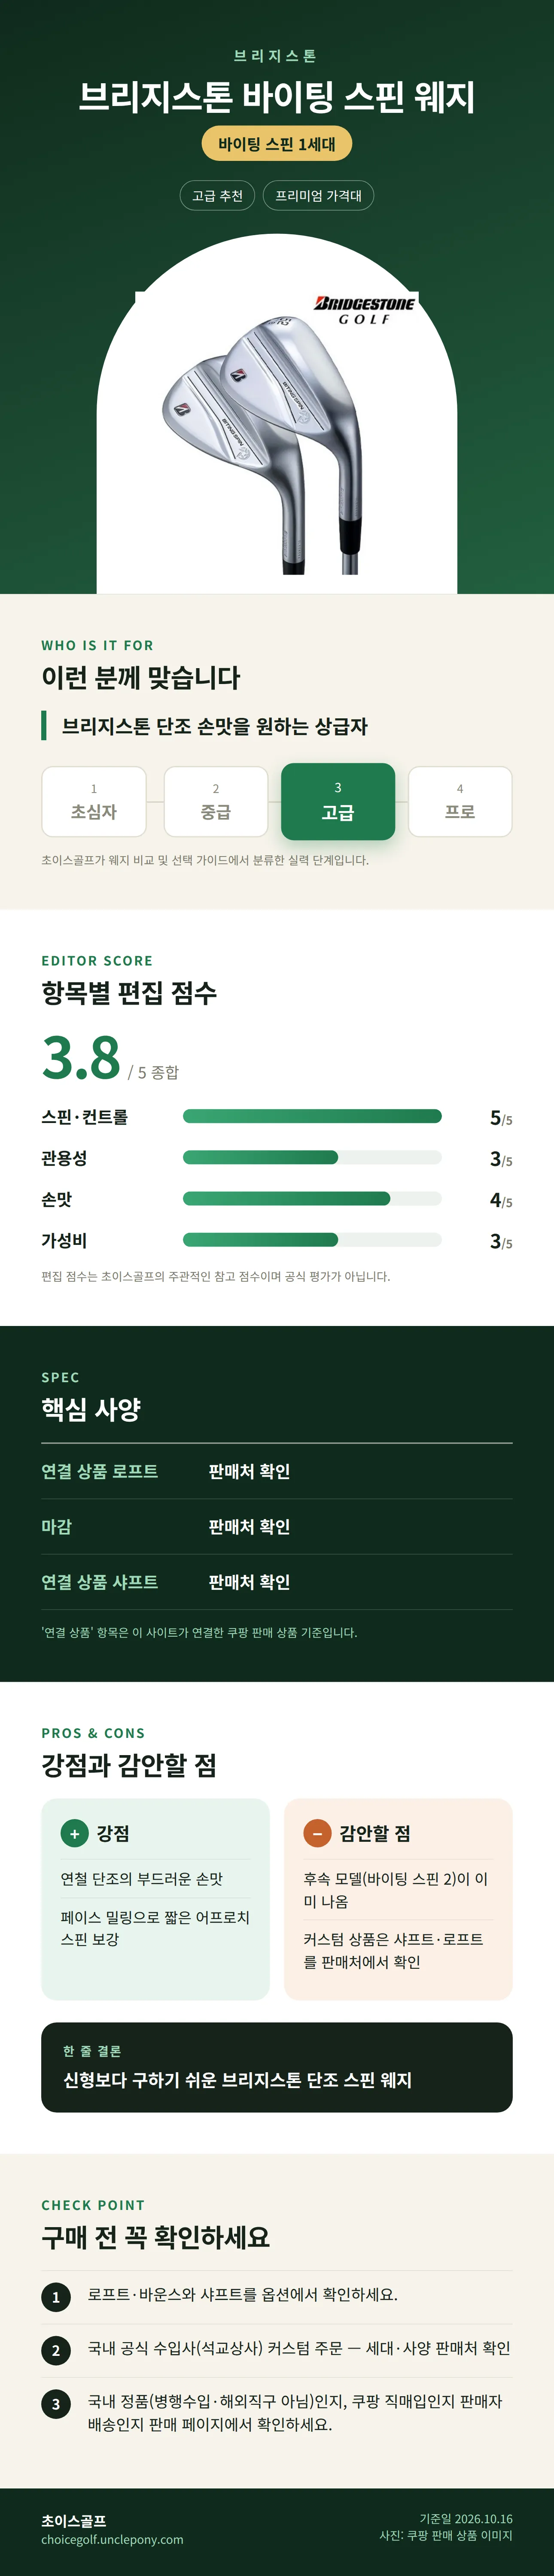 브리지스톤
브리지스톤 바이팅 스핀 웨지
바이팅 스핀 1세대
고급 추천
프리미엄 가격대
BRIDGESTONE
GOLF
BITING SPIN
BITING SPIN
WHO IS IT FOR
이런 분께 맞습니다
브리지스톤 단조 손맛을 원하는 상급자
1
초심자
2
중급
3
고급
4
프로
초이스골프가 웨지 비교 및 선택 가이드에서 분류한 실력 단계입니다.
EDITOR SCORE
항목별 편집 점수
3.8 / 5 종합
스핀·컨트롤 5/5
관용성 3/5
손맛 4/5
가성비 3/5
편집 점수는 초이스골프의 주관적인 참고 점수이며 공식 평가가 아닙니다.
SPEC
핵심 사양
연결 상품 로프트 판매처 확인
마감 판매처 확인
연결 상품 샤프트 판매처 확인
'연결 상품' 항목은 이 사이트가 연결한 쿠팡 판매 상품 기준입니다.
PROS & CONS
강점과 감안할 점
+ 강점
연철 단조의 부드러운 손맛
페이스 밀링으로 짧은 어프로치
스핀 보강
− 감안할 점
후속 모델(바이팅 스핀 2)이 이
미 나옴
커스텀 상품은 샤프트·로프트
를 판매처에서 확인
한 줄 결론
신형보다 구하기 쉬운 브리지스톤 단조 스핀 웨지
CHECK POINT
구매 전 꼭 확인하세요
1 로프트·바운스와 샤프트를 옵션에서 확인하세요.
2 국내 공식 수입사(석교상사) 커스텀 주문 — 세대·사양 판매처 확인
3 국내 정품(병행수입·해외직구 아님)인지, 쿠팡 직매입인지 판매자
배송인지 판매 페이지에서 확인하세요.
초이스골프
choicegolf.unclepony.com
기준일 2026.10.16
사진: 쿠팡 판매 상품 이미지